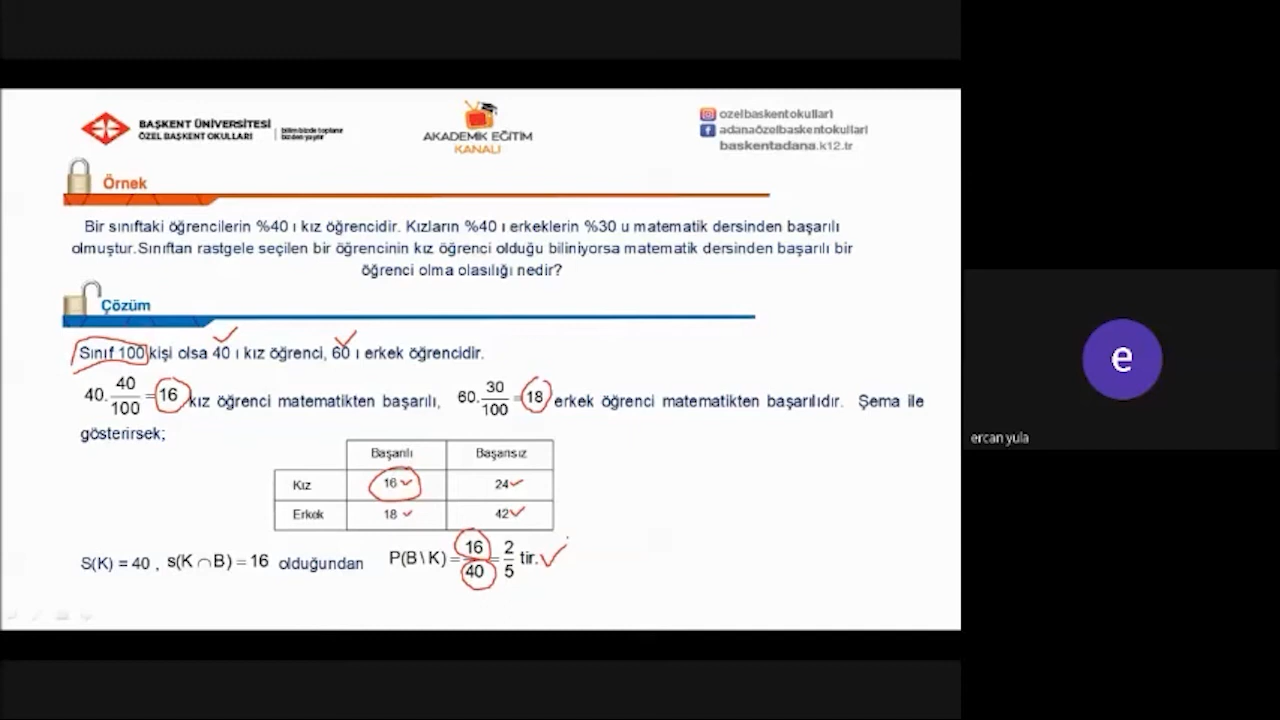 BAŞKENT ÜNİVERSİTESİ
ÖZEL BAŞKENT OKULLARI
bilim bizde toplanır
bizden yayılır
AKADEMİK EĞİTİM
KANALI
ozelbaskentokullari
adanaözelbaskentokullari
baskentadana.k12.tr
Örnek
Bir sınıftaki öğrencilerin %40 ı kız öğrencidir. Kızların %40 ı erkeklerin %30 u matematik dersinden başarılı
olmuştur.Sınıftan rastgele seçilen bir öğrencinin kız öğrenci olduğu biliniyorsa matematik dersinden başarılı bir
öğrenci olma olasılığı nedir?
Çözüm
Sınıf 100 kişi olsa 40 ı kız öğrenci, 60 ı erkek öğrencidir.
40.40/100=16 kız öğrenci matematikten başarılı, 60.30/100=18 erkek öğrenci matematikten başarılıdır. Şema ile
gösterirsek;
Başarılı Başarısız
Kız 16 24
Erkek 18 42
S(K) = 40 , s(K∩B) = 16 olduğundan P(B\K)=16/40=2/5 tir.
e
ercan yula